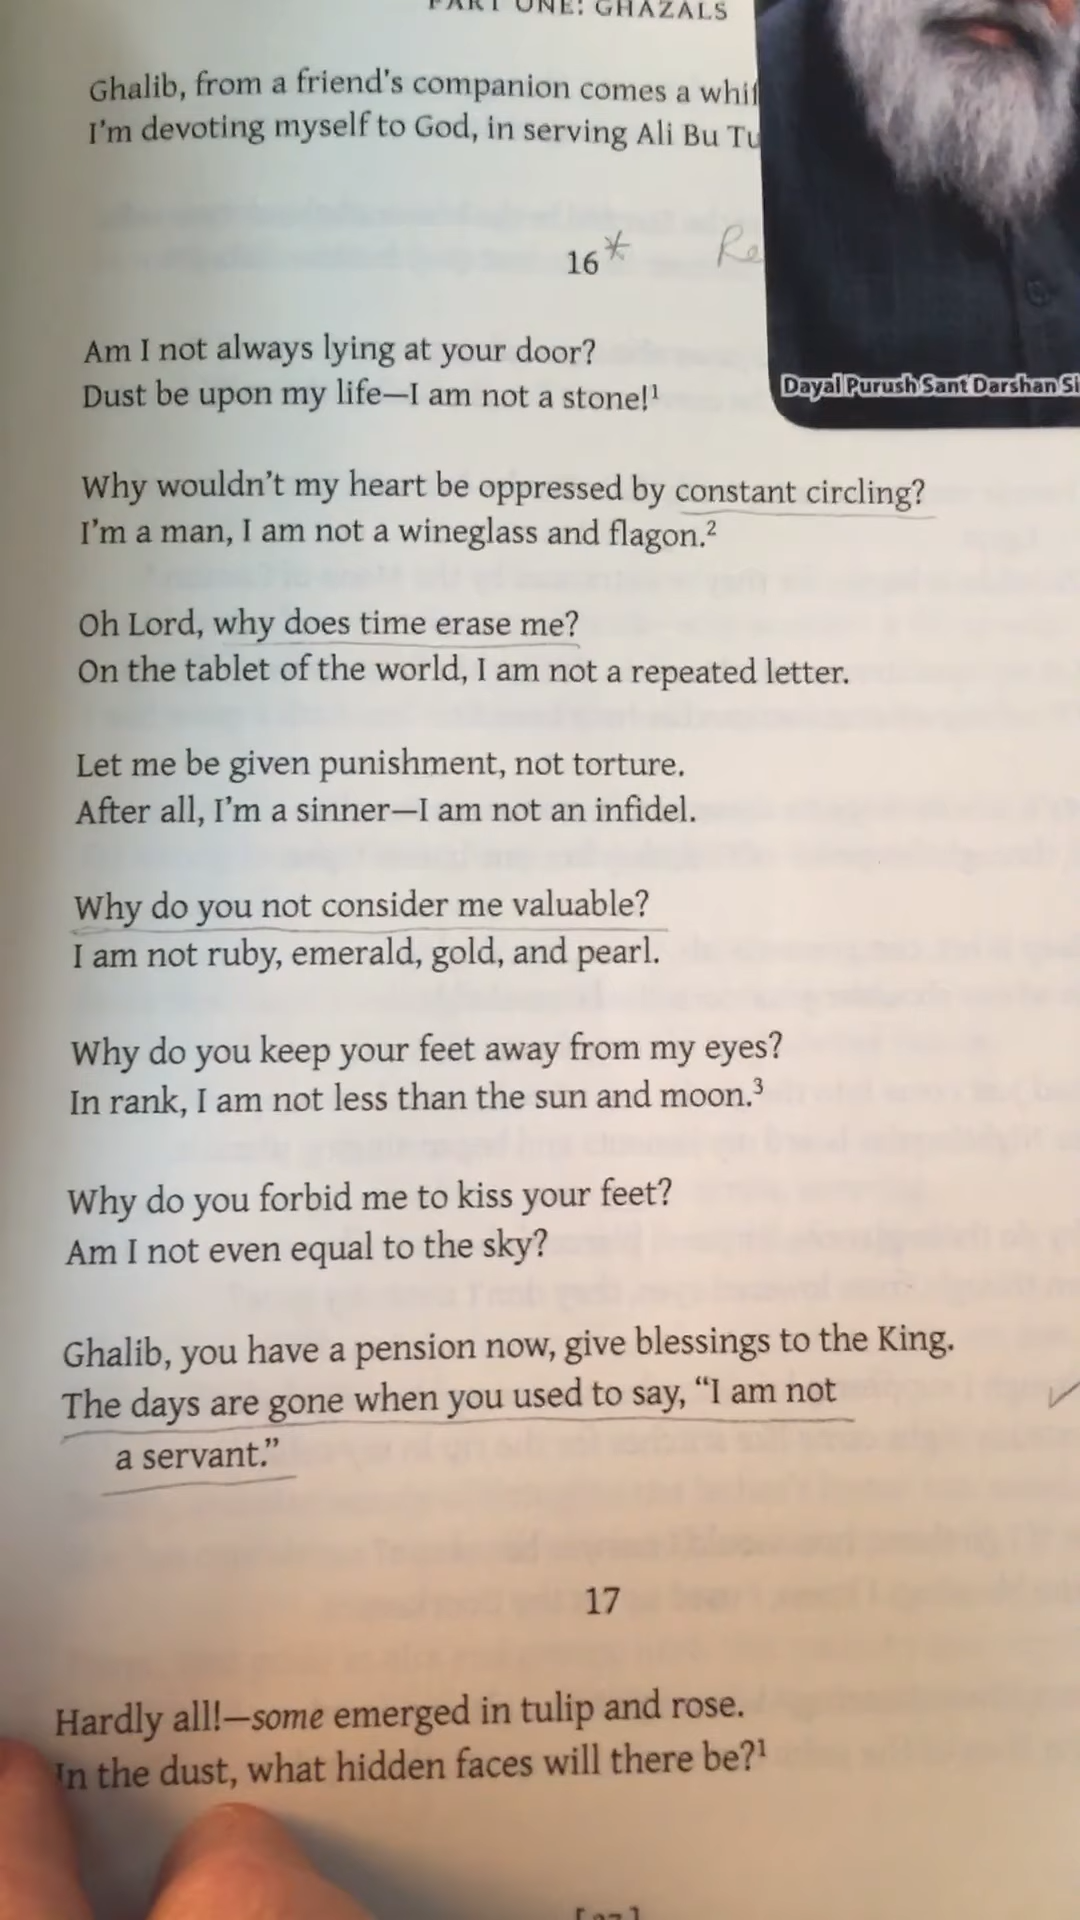 PART ONE: GHAZALS
Ghalib, from a friend's companion comes a
I'm devoting myself to God, in serving Ali Bu
16*
Dayal Purush Sant Darshan
Am I not always lying at your door?
Dust be upon my life—I am not a stone!¹
Why wouldn't my heart be oppressed by constant circling?
I'm a man, I am not a wineglass and flagon.²
Oh Lord, why does time erase me?
On the tablet of the world, I am not a repeated letter.
Let me be given punishment, not torture.
After all, I'm a sinner—I am not an infidel.
Why do you not consider me valuable?
I am not ruby, emerald, gold, and pearl.
Why do you keep your feet away from my eyes?
In rank, I am not less than the sun and moon.³
Why do you forbid me to kiss your feet?
Am I not even equal to the sky?
Ghalib, you have a pension now, give blessings to the King.
The days are gone when you used to say, “I am not
a servant.”
17
Hardly all!—some emerged in tulip and rose.
In the dust, what hidden faces will there be?¹